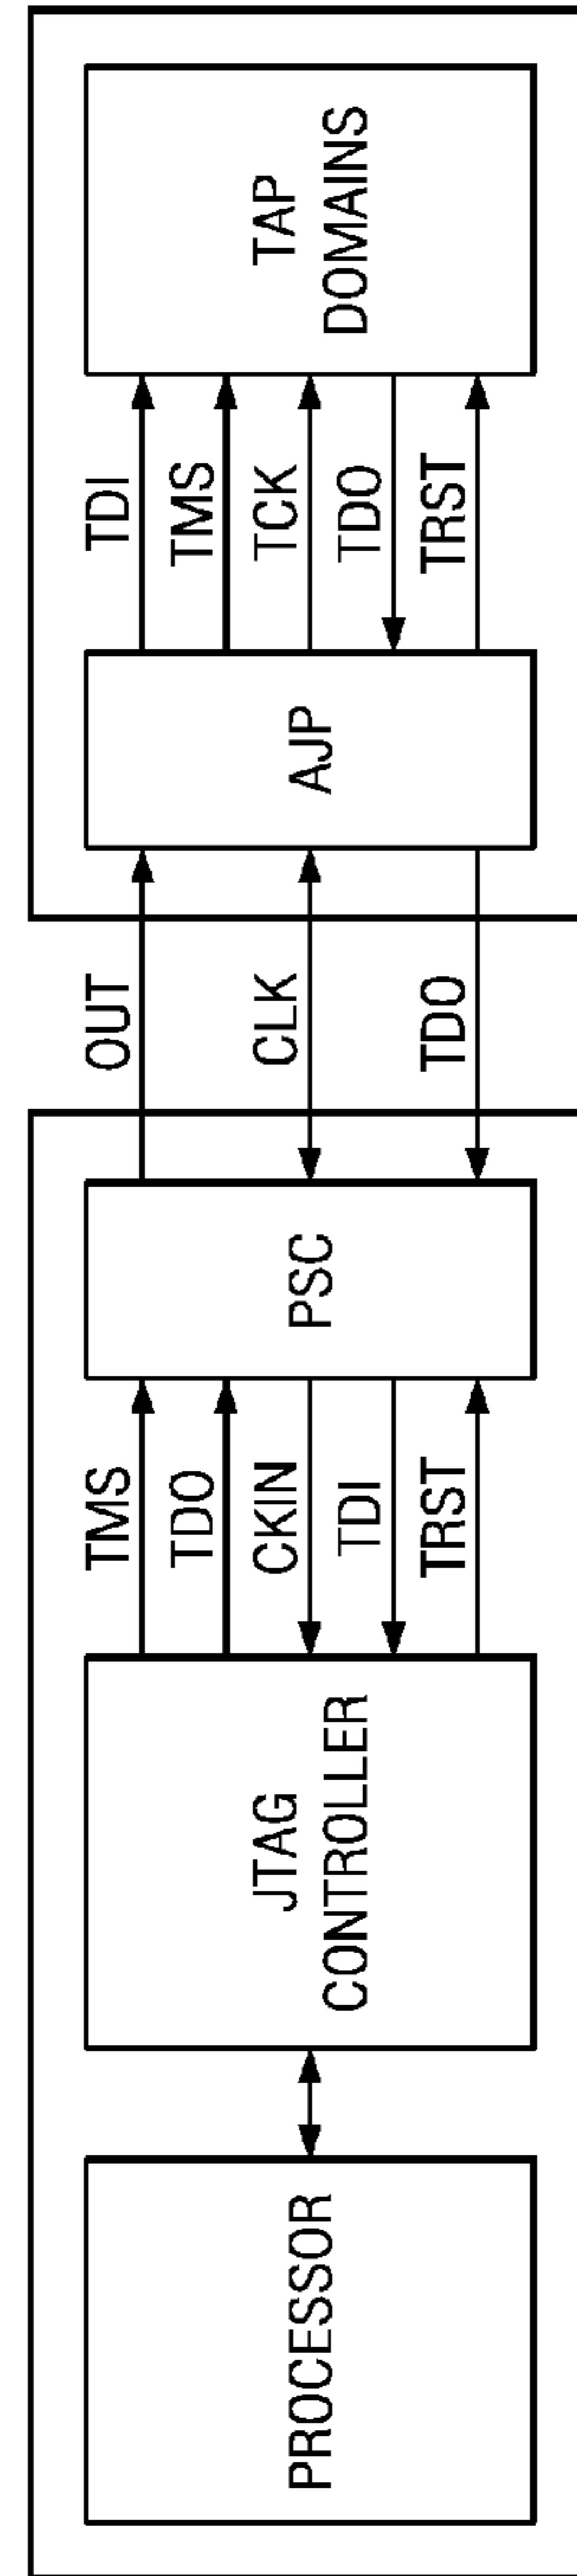 PROCESSOR
JTAG
CONTROLLER
TMS
TDO
CKIN
TDI
TRST
PSC
OUT
CLK
TDO
AJP
TDI
TMS
TCK
TDO
TRST
TAP
DOMAINS